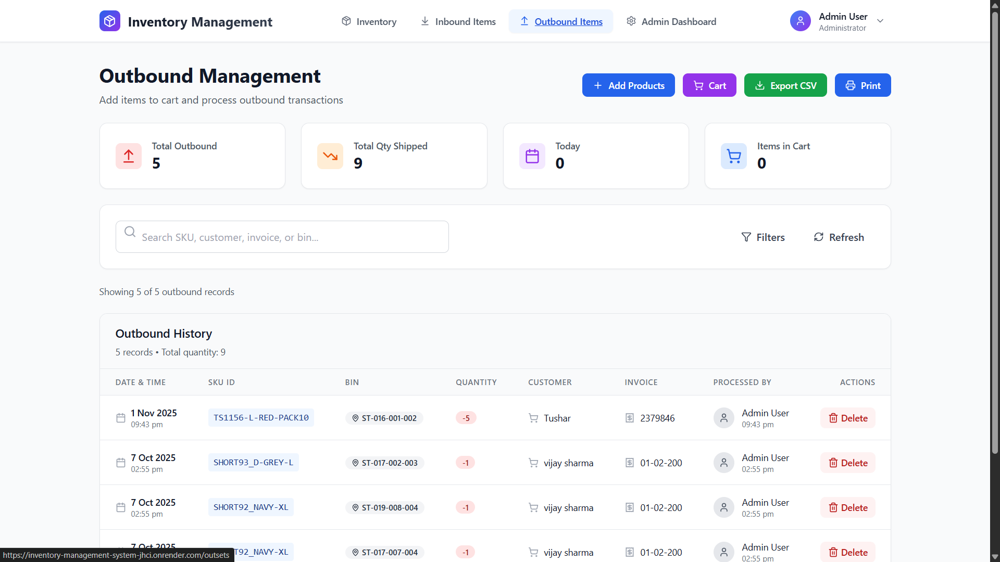 Inventory Management
Inventory
Inbound Items
Outbound Items
Admin Dashboard
Admin User
Administrator
Outbound Management
Add items to cart and process outbound transactions
Add Products
Cart
Export CSV
Print
Total Outbound
5
Total Qty Shipped
9
Today
0
Items in Cart
0
Search SKU, customer, invoice, or bin...
Filters
Refresh
Showing 5 of 5 outbound records
Outbound History
5 records • Total quantity: 9
DATE & TIME SKU ID BIN QUANTITY CUSTOMER INVOICE PROCESSED BY ACTIONS
1 Nov 2025 TS1156-L-RED-PACK10 ST-016-001-002 -5 Tushar 2379846 Admin User Delete
09:43 pm 09:43 pm
7 Oct 2025 SHORT93_D-GREY-L ST-017-002-003 -1 vijay sharma 01-02-200 Admin User Delete
02:55 pm 02:55 pm
7 Oct 2025 SHORT92_NAVY-XL ST-019-008-004 -1 vijay sharma 01-02-200 Admin User Delete
02:55 pm 02:55 pm
7 Oct 2025 T92_NAVY-XL ST-017-007-004 -1 vijay sharma 01-02-200 Admin User Delete
02:55 pm
https://inventory-management-system-jhci.onrender.com/outsets